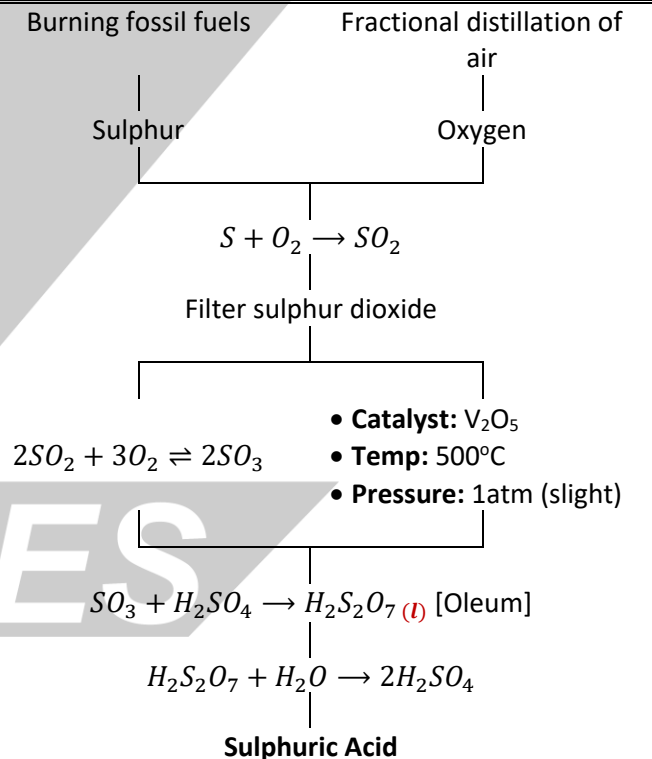 Burning fossil fuels
Fractional distillation of
air
Sulphur
Oxygen
S + O₂ ⟶ SO₂
Filter sulphur dioxide
2SO₂ + 3O₂ ⇌ 2SO₃
• Catalyst: V₂O₅
• Temp: 500°C
• Pressure: 1atm (slight)
ES
SO₃ + H₂SO₄ ⟶ H₂S₂O₇ (l) [Oleum]
H₂S₂O₇ + H₂O ⟶ 2H₂SO₄
Sulphuric Acid